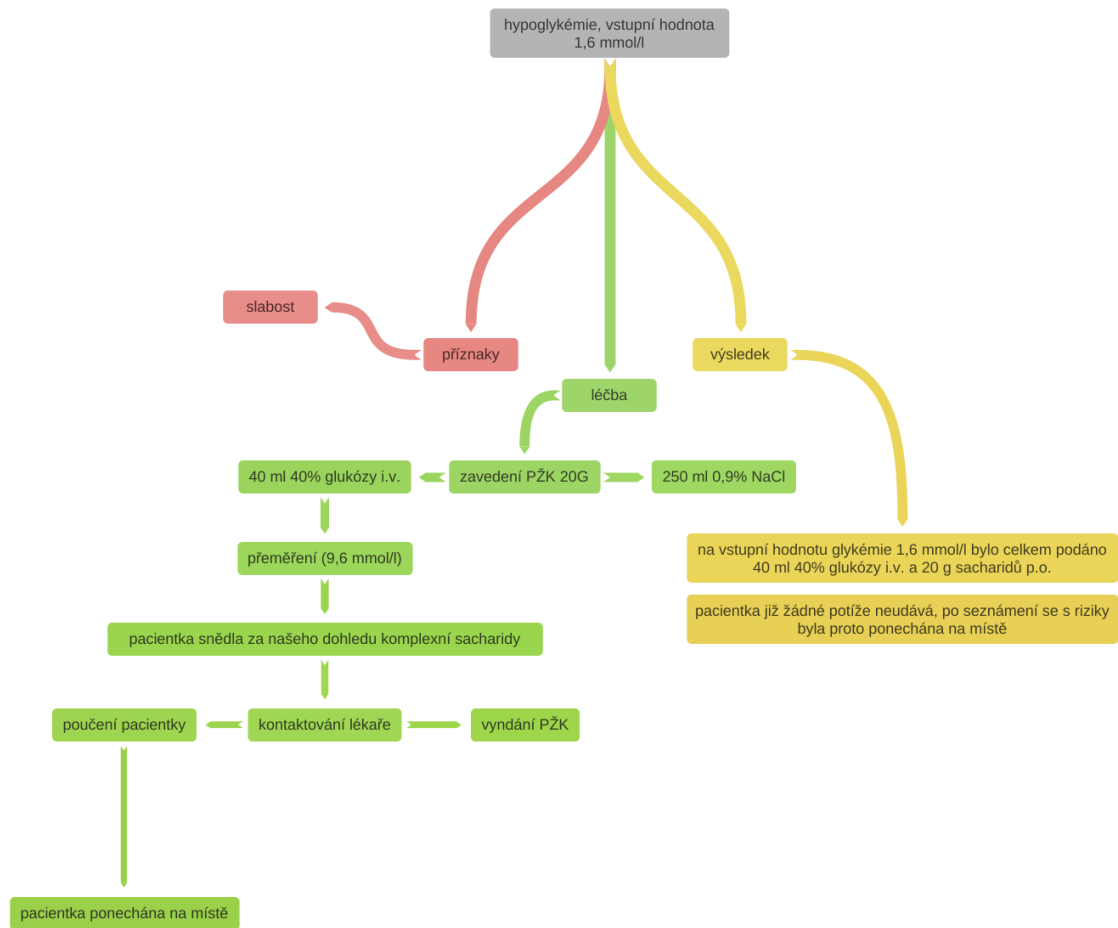 hypoglykémie, vstupní hodnota
1,6 mmol/l
slabost
příznaky
výsledek
léčba
40 ml 40% glukózy i.v.
zavedení PŽK 20G
250 ml 0,9% NaCl
přeměření (9,6 mmol/l)
na vstupní hodnotu glykémie 1,6 mmol/l bylo celkem podáno
40 ml 40% glukózy i.v. a 20 g sacharidů p.o.
pacientka již žádné potíže neudává, po seznámení se s riziky
byla proto ponechána na místě
pacientka snědla za našeho dohledu komplexní sacharidy
poučení pacientky
kontaktování lékaře
vyndání PŽK
pacientka ponechána na místě